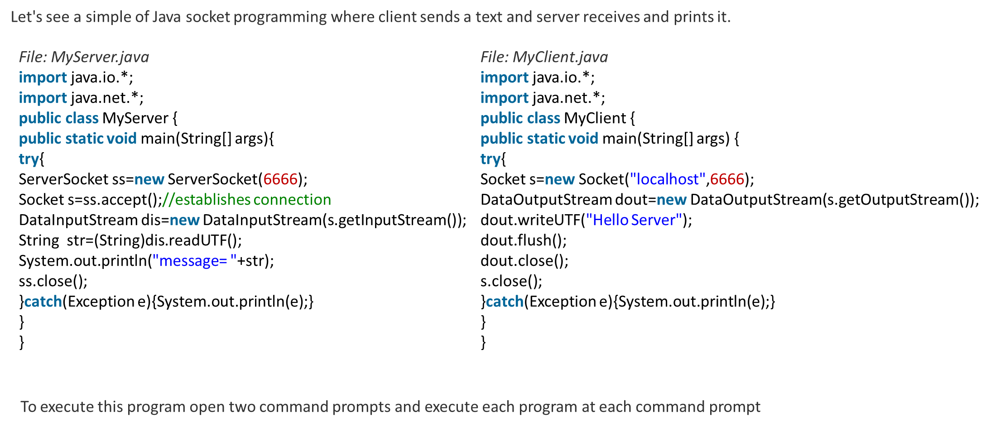 Let's see a simple of Java socket programming where client sends a text and server receives and prints it.
File: MyServer.java
import java.io.*;
import java.net.*;
public class MyServer {
public static void main(String[] args){
try{
ServerSocket ss=new ServerSocket(6666);
Socket s=ss.accept();//establishes connection
DataInputStream dis=new DataInputStream(s.getInputStream());
String  str=(String)dis.readUTF();
System.out.println("message= "+str);
ss.close();
}catch(Exception e){System.out.println(e);}
}
}
File: MyClient.java
import java.io.*;
import java.net.*;
public class MyClient {
public static void main(String[] args) {
try{
Socket s=new Socket("localhost",6666);
DataOutputStream dout=new DataOutputStream(s.getOutputStream());
dout.writeUTF("Hello Server");
dout.flush();
dout.close();
s.close();
}catch(Exception e){System.out.println(e);}
}
}
To execute this program open two command prompts and execute each program at each command prompt